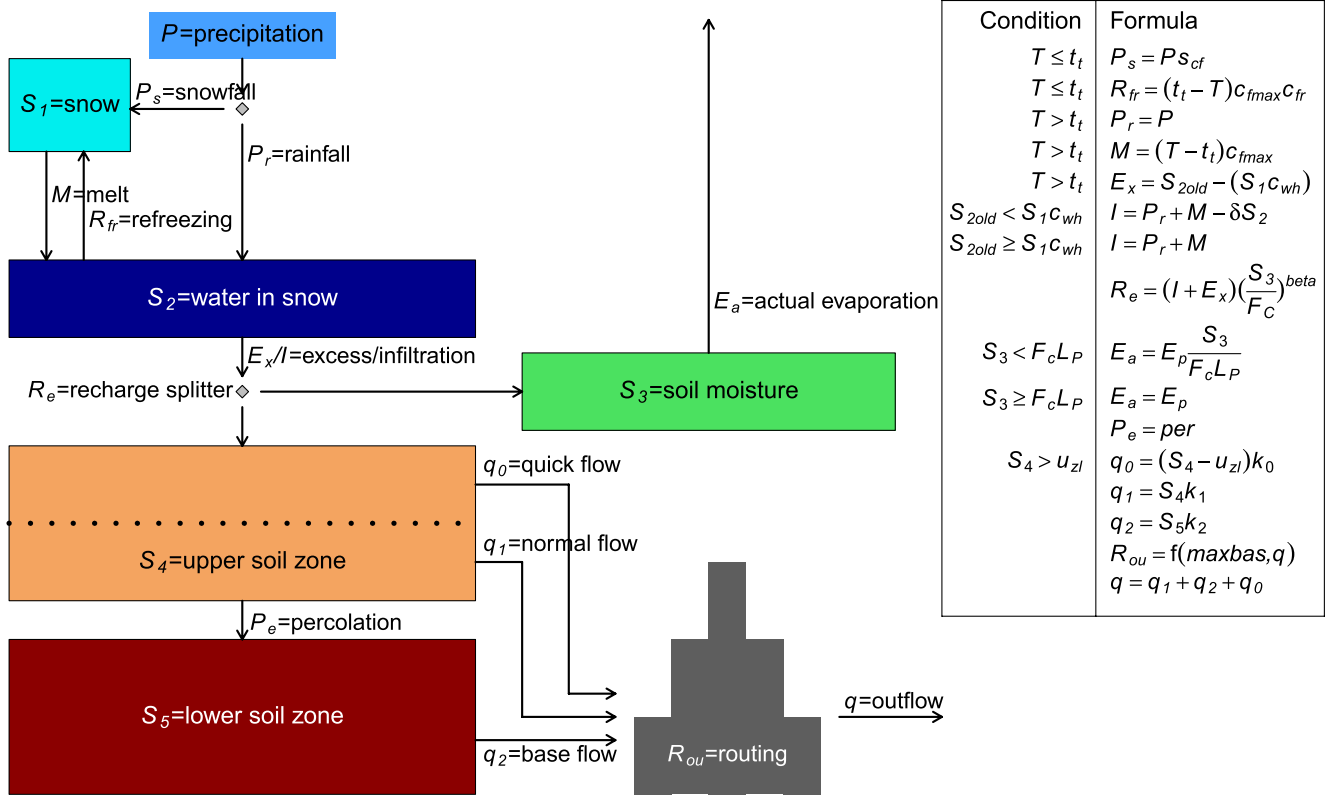 P=precipitation
S1=snow
Ps=snowfall
Pr=rainfall
M=melt
Rfr=refreezing
S2=water in snow
Ex/I=excess/infiltration
Re=recharge splitter
S3=soil moisture
Ea=actual evaporation
q0=quick flow
q1=normal flow
S4=upper soil zone
Pe=percolation
S5=lower soil zone
q2=base flow
Rou=routing
q=outflow
Condition Formula
T ≤ tt Ps = Pscf
T ≤ tt Rfr = (tt − T)cfmaxcfr
T > tt Pr = P
T > tt M = (T − tt)cfmax
T > tt Ex = S2old − (S1cwh)
S2old < S1cwh I = Pr + M − δS2
S2old ≥ S1cwh I = Pr + M
Re = (I + Ex)(S3/FC)^beta
S3 < FcLP Ea = Ep S3/FcLP
S3 ≥ FcLP Ea = Ep
Pe = per
S4 > uzl q0 = (S4 − uzl)k0
q1 = S4k1
q2 = S5k2
Rou = f(maxbas,q)
q = q1 + q2 + q0